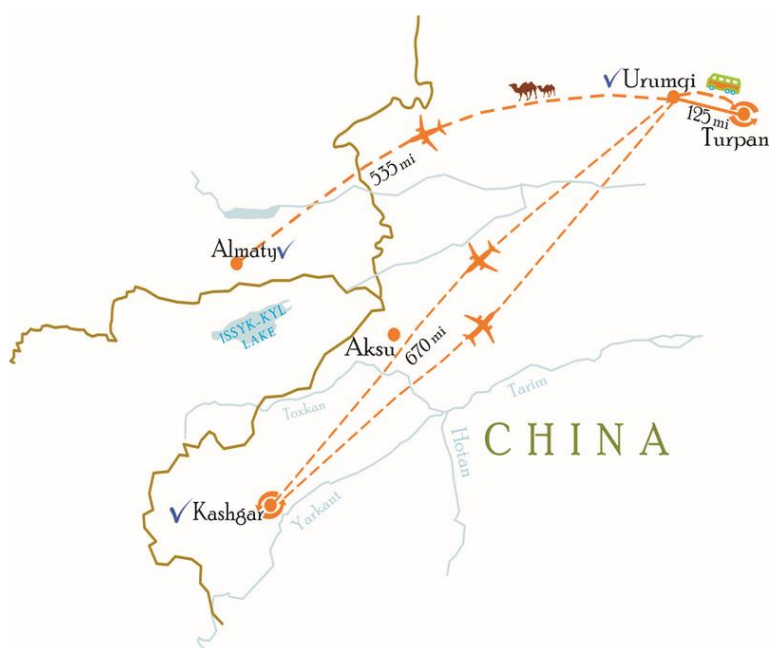 Urumqi
125 mi
Turpan
535 mi
Almaty
ISSYK-KYL
LAKE
Aksu
670 mi
Toxkan
Tarim
Hotan
CHINA
Kashgar
Yarkant